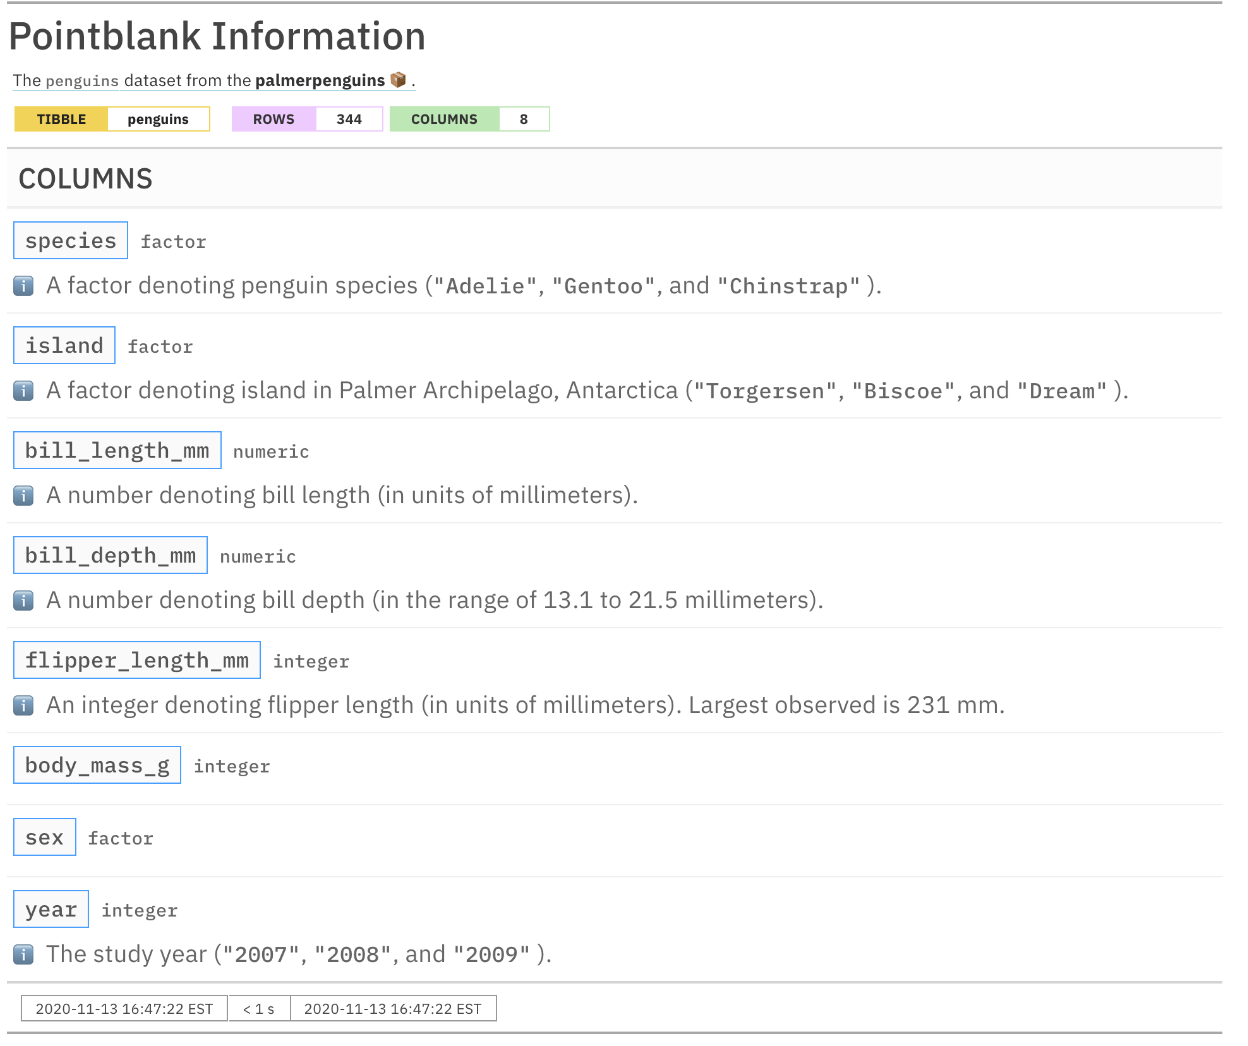 Pointblank Information
The penguins dataset from the palmerpenguins 📦 .
TIBBLE penguins ROWS 344 COLUMNS 8
COLUMNS
species factor
ℹ️ A factor denoting penguin species ("Adelie", "Gentoo", and "Chinstrap" ).
island factor
ℹ️ A factor denoting island in Palmer Archipelago, Antarctica ("Torgersen", "Biscoe", and "Dream" ).
bill_length_mm numeric
ℹ️ A number denoting bill length (in units of millimeters).
bill_depth_mm numeric
ℹ️ A number denoting bill depth (in the range of 13.1 to 21.5 millimeters).
flipper_length_mm integer
ℹ️ An integer denoting flipper length (in units of millimeters). Largest observed is 231 mm.
body_mass_g integer
sex factor
year integer
ℹ️ The study year ("2007", "2008", and "2009" ).
2020-11-13 16:47:22 EST < 1 s 2020-11-13 16:47:22 EST